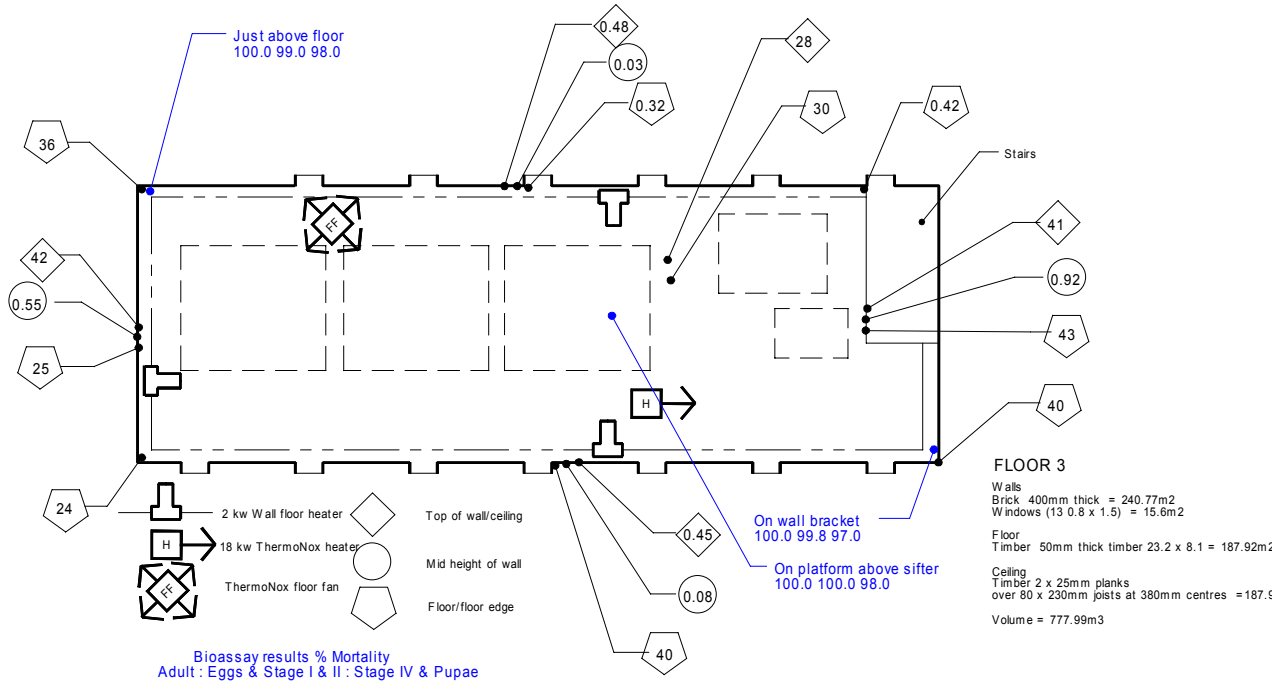 Just above floor
100.0 99.0 98.0
0.48
0.03
0.32
28
30
0.42
36
Stairs
42
0.55
25
FF
41
0.92
43
H
40
24
0.45
0.08
40
On wall bracket
100.0 99.8 97.0
On platform above sifter
100.0 100.0 98.0
2 kw Wall floor heater
H
18 kw ThermoNox heater
FF
ThermoNox floor fan
Top of wall/ceiling
Mid height of wall
Floor/floor edge
Bioassay results % Mortality
Adult : Eggs & Stage I & II : Stage IV & Pupae
FLOOR 3
Walls
Brick 400mm thick = 240.77m2
Windows (13 0.8 x 1.5) = 15.6m2
Floor
Timber 50mm thick timber 23.2 x 8.1 = 187.92m2
Ceiling
Timber 2 x 25mm planks
over 80 x 230mm joists at 380mm centres =187.9
Volume = 777.99m3